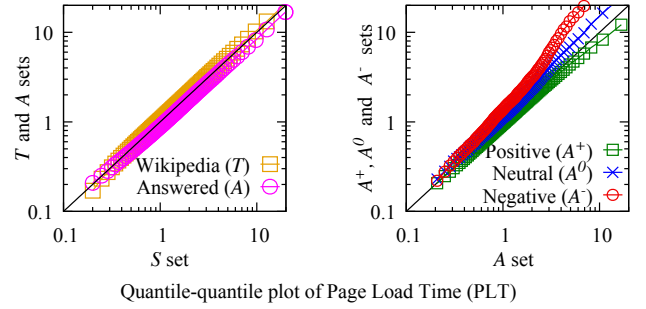 10
1
0.1
0.1
1
10
T and A sets
S set
Wikipedia (T)
Answered (A)
10
1
0.1
0.1
1
10
A⁺, A⁰ and A⁻ sets
A set
Positive (A⁺)
Neutral (A⁰)
Negative (A⁻)
Quantile-quantile plot of Page Load Time (PLT)